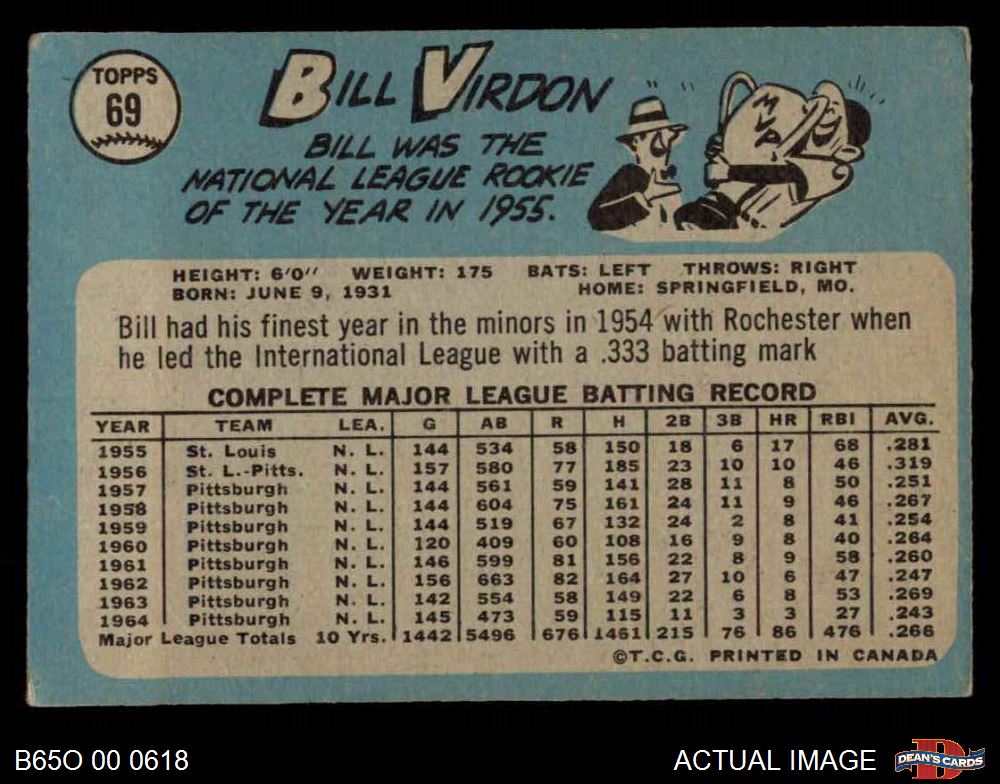 TOPPS
69
BILL VIRDON
BILL WAS THE
NATIONAL LEAGUE ROOKIE
OF THE YEAR IN 1955.
HEIGHT: 6'0" WEIGHT: 175 BATS: LEFT THROWS: RIGHT
BORN: JUNE 9, 1931 HOME: SPRINGFIELD, MO.
Bill had his finest year in the minors in 1954 with Rochester when
he led the International League with a .333 batting mark
COMPLETE MAJOR LEAGUE BATTING RECORD
YEAR TEAM LEA. G AB R H 2B 3B HR RBI AVG.
1955 St. Louis N. L. 144 534 58 150 18 6 17 68 .281
1956 St. L.-Pitts. N. L. 157 580 77 185 23 10 10 46 .319
1957 Pittsburgh N. L. 144 561 59 141 28 11 8 50 .251
1958 Pittsburgh N. L. 144 604 75 161 24 11 9 46 .267
1959 Pittsburgh N. L. 144 519 67 132 24 2 8 41 .254
1960 Pittsburgh N. L. 120 409 60 108 16 9 8 40 .264
1961 Pittsburgh N. L. 146 599 81 156 22 8 9 58 .260
1962 Pittsburgh N. L. 156 663 82 164 27 10 6 47 .247
1963 Pittsburgh N. L. 142 554 58 149 22 6 8 53 .269
1964 Pittsburgh N. L. 145 473 59 115 11 3 3 27 .243
Major League Totals 10 Yrs. 1442 5496 676 1461 215 76 86 476 .266
©T.C.G. PRINTED IN CANADA
B65O 00 0618
ACTUAL IMAGE
D
DEAN'S CARDS